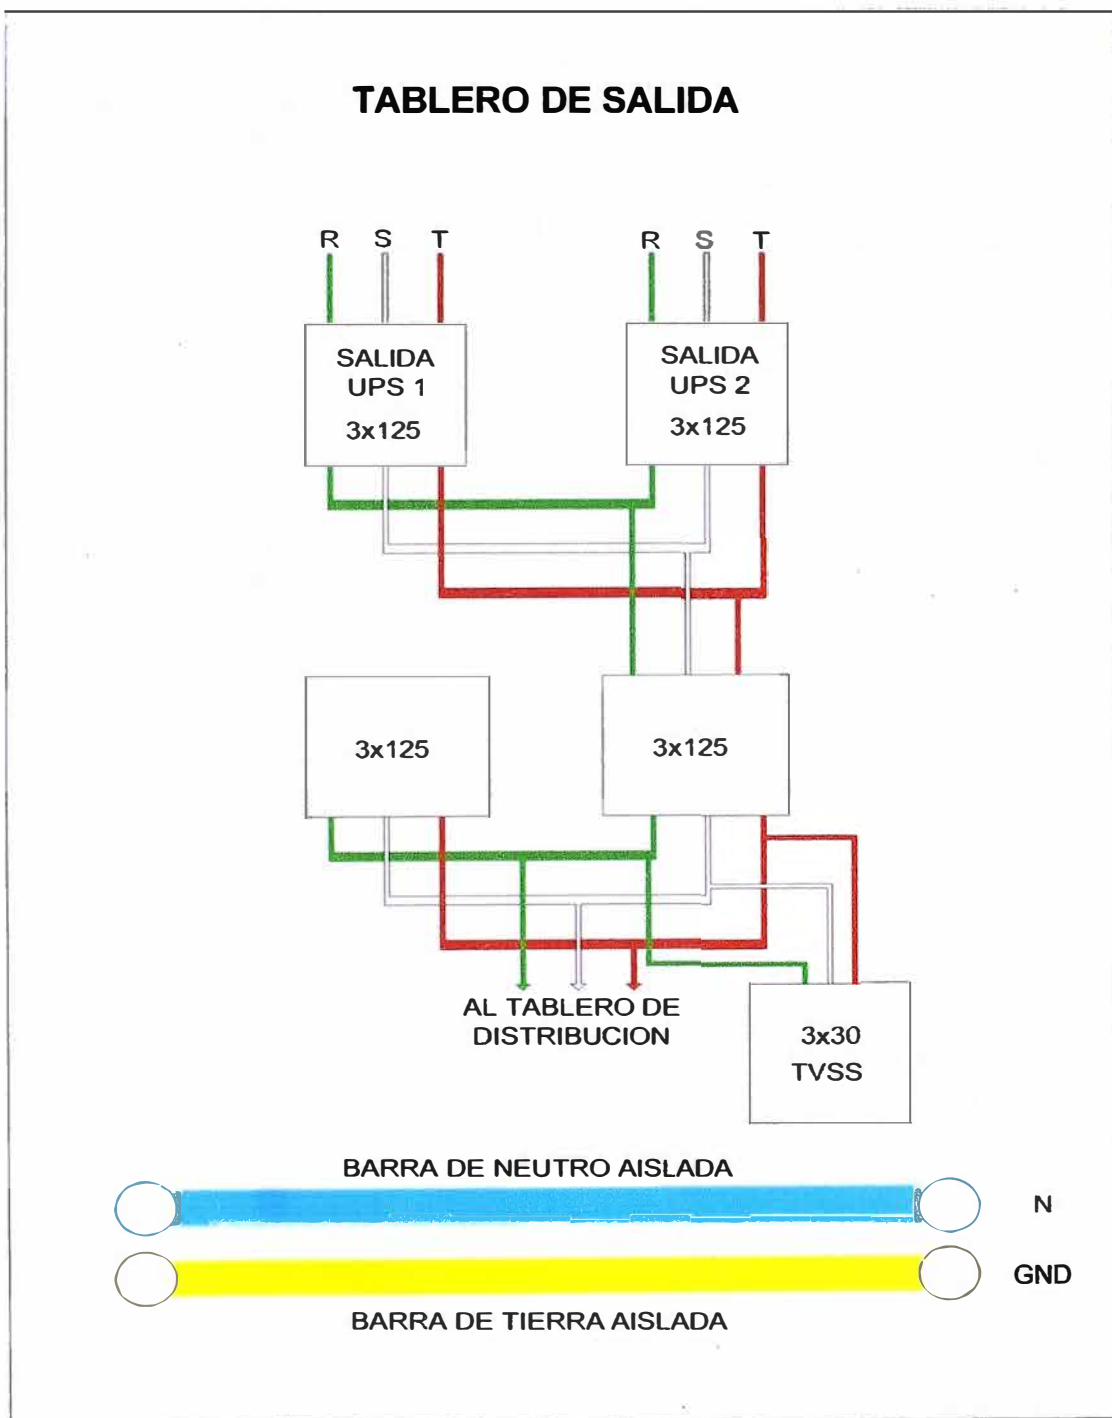 TABLERO DE SALIDA
R S T
R S T
SALIDA
UPS 1
3x125
SALIDA
UPS 2
3x125
3x125
3x125
AL TABLERO DE
DISTRIBUCION
3x30
TVSS
BARRA DE NEUTRO AISLADA
N
GND
BARRA DE TIERRA AISLADA